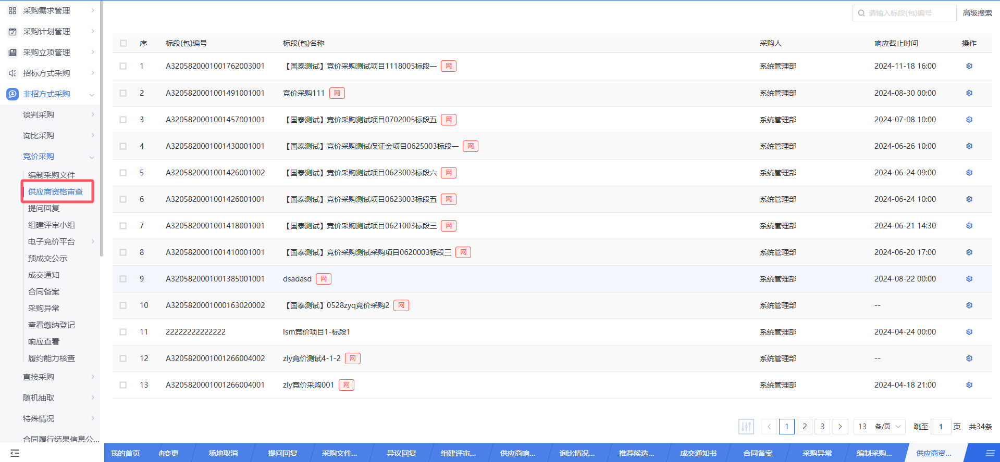 采购需求管理
采购计划管理
采购立项管理
招标方式采购
非招方式采购
谈判采购
询比采购
竞价采购
编制采购文件
供应商资格审查
提问回复
组建评审小组
电子竞价平台
预成交公示
成交通知
合同备案
采购异常
查看缴纳登记
响应查看
履约能力核查
直接采购
随机抽取
特殊情况
合同履行结果信息公...
请输入标段(包)编号 高级搜索
序 标段(包)编号 标段(包)名称 采购人 响应截止时间 操作
1 A3205820001001762003001 【国泰测试】竞价采购测试项目1118005标段一 网 系统管理部 2024-11-18 16:00
2 A3205820001001491001001 竞价采购111 网 系统管理部 2024-08-30 00:00
3 A3205820001001457001001 【国泰测试】竞价采购测试项目0702005标段五 网 系统管理部 2024-07-08 10:00
4 A3205820001001430001001 【国泰测试】竞价采购测试保证金项目0625003标段一 网 系统管理部 2024-06-26 10:00
5 A3205820001001426001002 【国泰测试】竞价采购测试项目0623003标段六 网 系统管理部 2024-06-24 09:00
6 A3205820001001426001001 【国泰测试】竞价采购测试项目0623003标段五 网 系统管理部 2024-06-24 10:00
7 A3205820001001418001001 【国泰测试】竞价采购测试项目0621003标段三 网 系统管理部 2024-06-21 14:30
8 A3205820001001410001001 【国泰测试】竞价采购测试采购项目0620003标段三 网 系统管理部 2024-06-20 17:00
9 A3205820001001385001001 dsadasd 网 系统管理部 2024-08-22 00:00
10 A3205820001000163020002 【国泰测试】0528zyq竞价采购2 网 系统管理部 --
11 22222222222222 lsm竞价项目1-标段1 系统管理部 2024-04-24 00:00
12 A3205820001001266004002 zly竞价测试4-1-2 网 系统管理部 --
13 A3205820001001266004001 zly竞价采购001 网 系统管理部 2024-04-18 21:00
1 2 3 13 条/页 跳至 1 页 共34条
我的首页 变更 场地取消 提问回复 采购文件... 异议回复 组建评审... 供应商响... 询比情况... 推荐候选... 成交通知书 合同备案 采购异常 编制采购... 供应商资...